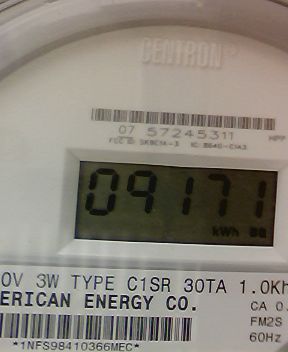 CENTRON®
07 57245311
09171
kWh
0V 3W TYPE C1SR 30TA 1.0Kh
ERICAN ENERGY CO.
CA 0.
FM2S
60Hz
*1NFS98410366MEC*